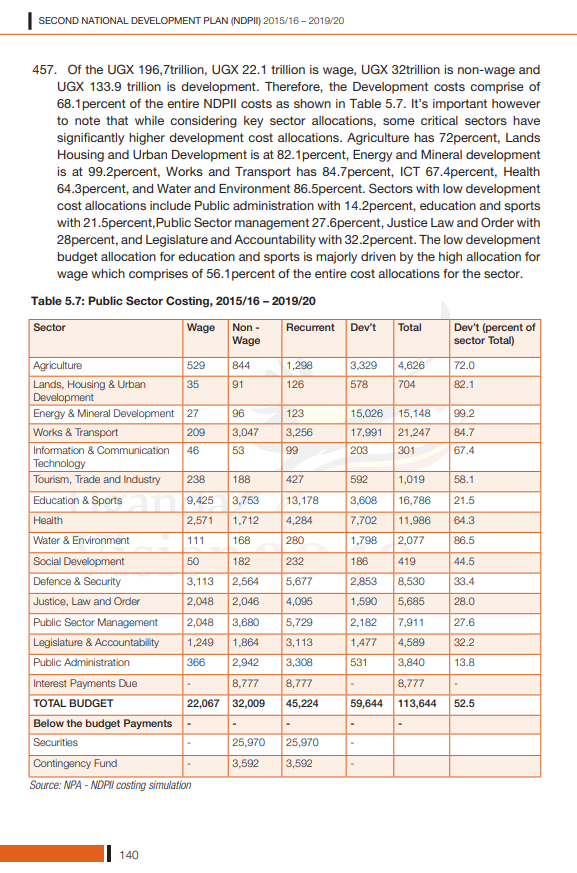 SECOND NATIONAL DEVELOPMENT PLAN (NDPII) 2015/16 – 2019/20
457. Of the UGX 196,7trillion, UGX 22.1 trillion is wage, UGX 32trillion is non-wage and
UGX 133.9 trillion is development. Therefore, the Development costs comprise of
68.1percent of the entire NDPII costs as shown in Table 5.7. It's important however
to note that while considering key sector allocations, some critical sectors have
significantly higher development cost allocations. Agriculture has 72percent, Lands
Housing and Urban Development is at 82.1percent, Energy and Mineral development
is at 99.2percent, Works and Transport has 84.7percent, ICT 67.4percent, Health
64.3percent, and Water and Environment 86.5percent. Sectors with low development
cost allocations include Public administration with 14.2percent, education and sports
with 21.5percent,Public Sector management 27.6percent, Justice Law and Order with
28percent, and Legislature and Accountability with 32.2percent. The low development
budget allocation for education and sports is majorly driven by the high allocation for
wage which comprises of 56.1percent of the entire cost allocations for the sector.
Table 5.7: Public Sector Costing, 2015/16 – 2019/20
Sector Wage Non - Recurrent Dev't Total Dev't (percent of
Wage sector Total)
Agriculture 529 844 1,298 3,329 4,626 72.0
Lands, Housing & Urban 35 91 126 578 704 82.1
Development
Energy & Mineral Development 27 96 123 15,026 15,148 99.2
Works & Transport 209 3,047 3,256 17,991 21,247 84.7
Information & Communication 46 53 99 203 301 67.4
Technology
Tourism, Trade and Industry 238 188 427 592 1,019 58.1
Education & Sports 9,425 3,753 13,178 3,608 16,786 21.5
Health 2,571 1,712 4,284 7,702 11,986 64.3
Water & Environment 111 168 280 1,798 2,077 86.5
Social Development 50 182 232 186 419 44.5
Defence & Security 3,113 2,564 5,677 2,853 8,530 33.4
Justice, Law and Order 2,048 2,046 4,095 1,590 5,685 28.0
Public Sector Management 2,048 3,680 5,729 2,182 7,911 27.6
Legislature & Accountability 1,249 1,864 3,113 1,477 4,589 32.2
Public Administration 366 2,942 3,308 531 3,840 13.8
Interest Payments Due - 8,777 8,777 - 8,777 -
TOTAL BUDGET 22,067 32,009 45,224 59,644 113,644 52.5
Below the budget Payments - - - - -
Securities - 25,970 25,970 -
Contingency Fund - 3,592 3,592 -
Source: NPA - NDPII costing simulation
140